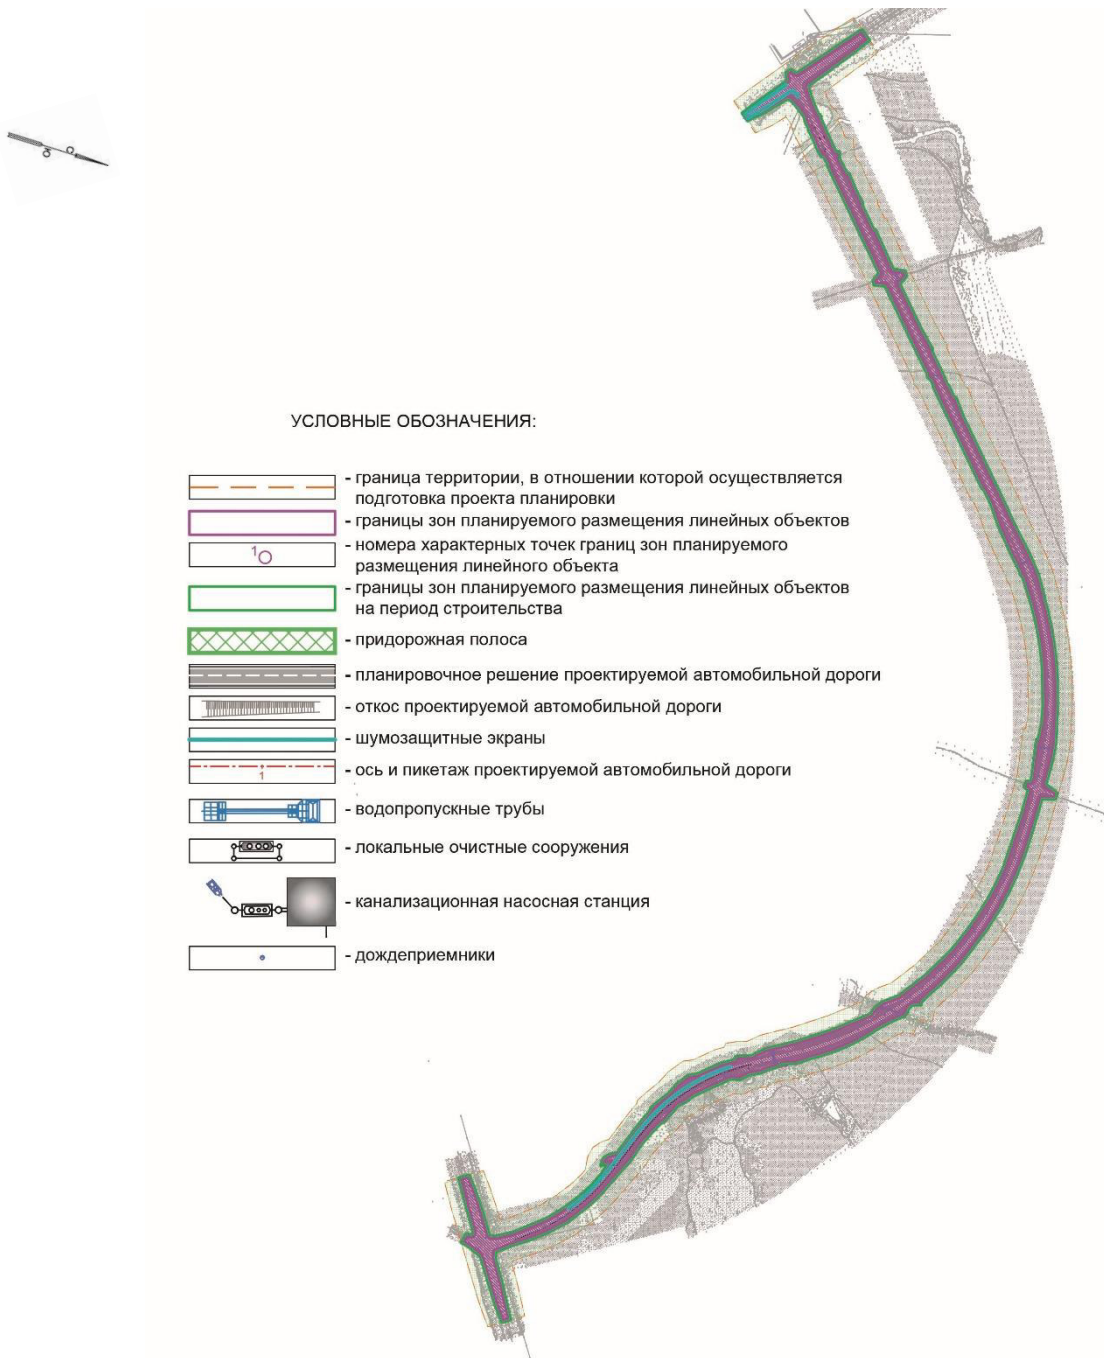 С
Ю
УСЛОВНЫЕ ОБОЗНАЧЕНИЯ:
- граница территории, в отношении которой осуществляется
подготовка проекта планировки
- границы зон планируемого размещения линейных объектов
1
- номера характерных точек границ зон планируемого
размещения линейного объекта
- границы зон планируемого размещения линейных объектов
на период строительства
- придорожная полоса
- планировочное решение проектируемой автомобильной дороги
- откос проектируемой автомобильной дороги
- шумозащитные экраны
1
- ось и пикетаж проектируемой автомобильной дороги
- водопропускные трубы
- локальные очистные сооружения
- канализационная насосная станция
- дождеприемники